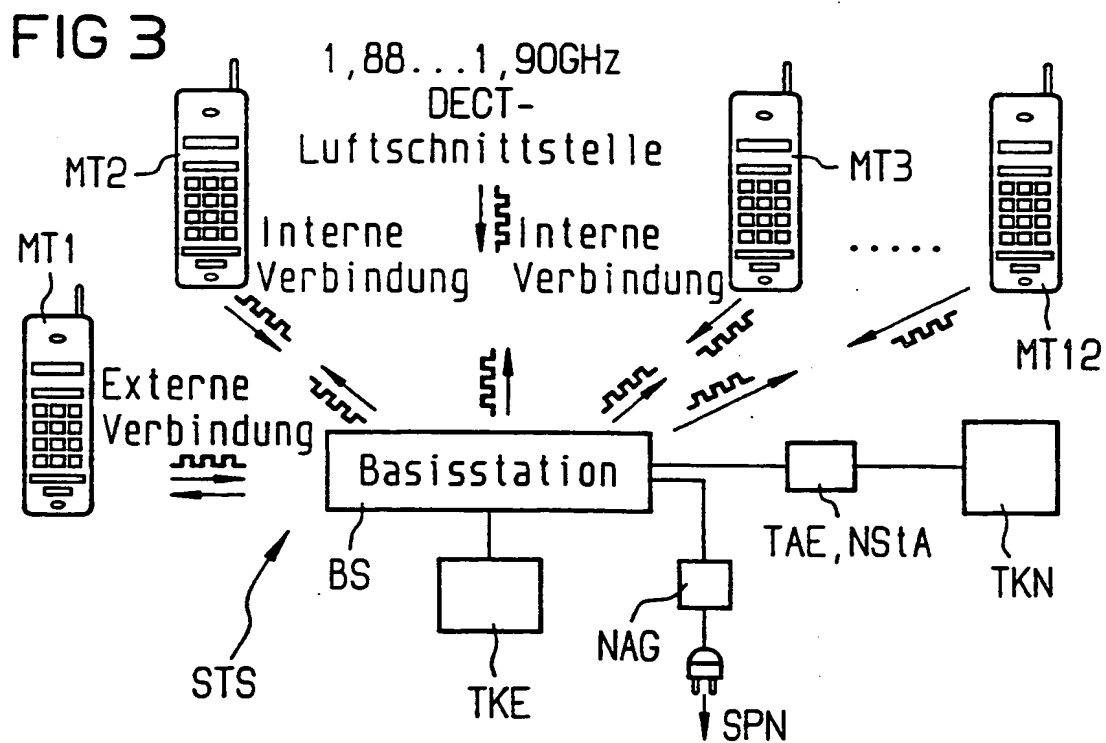 FIG 3
1,88...1,90GHz
DECT-
Luftschnittstelle
MT2
MT3
MT1
Interne
Verbindung
Interne
Verbindung
.....
MT12
Externe
Verbindung
Basisstation
BS
TAE,NStA
TKN
STS
TKE
NAG
SPN